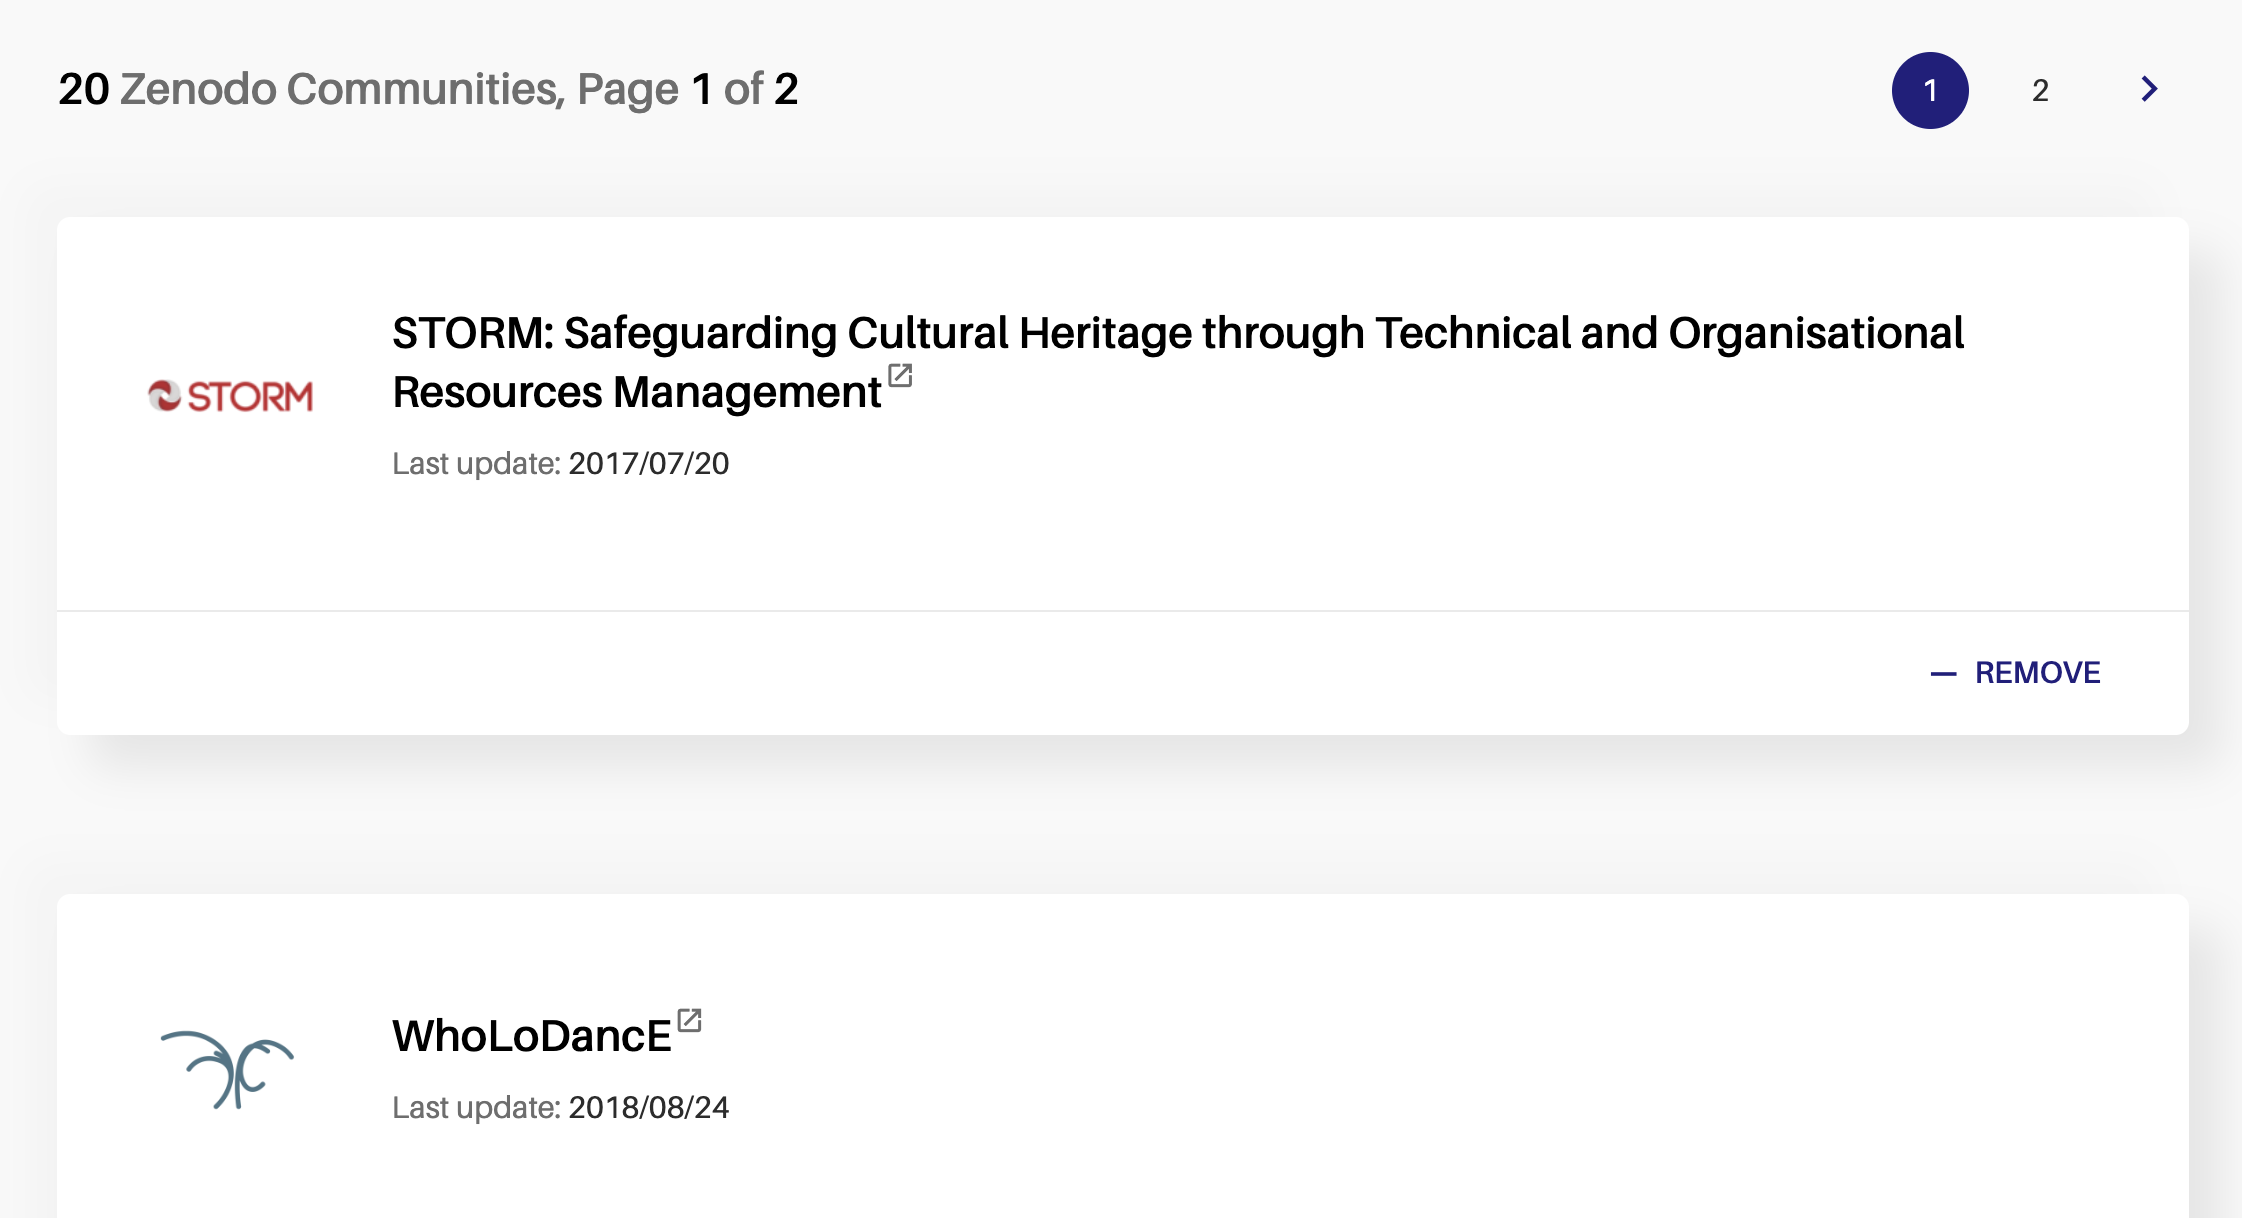 20 Zenodo Communities, Page 1 of 2
1 2
STORM
STORM: Safeguarding Cultural Heritage through Technical and Organisational
Resources Management
Last update: 2017/07/20
REMOVE
WhoLoDancE
Last update: 2018/08/24